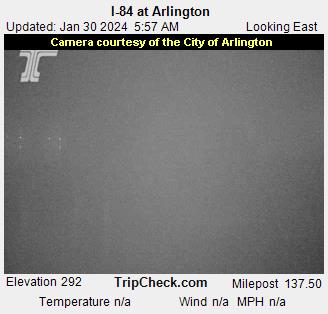 I-84 at Arlington
Updated: Jan 30 2024 5:57 AM Looking East
Camera courtesy of the City of Arlington
Elevation 292 TripCheck.com Milepost 137.50
Temperature n/a Wind n/a MPH n/a